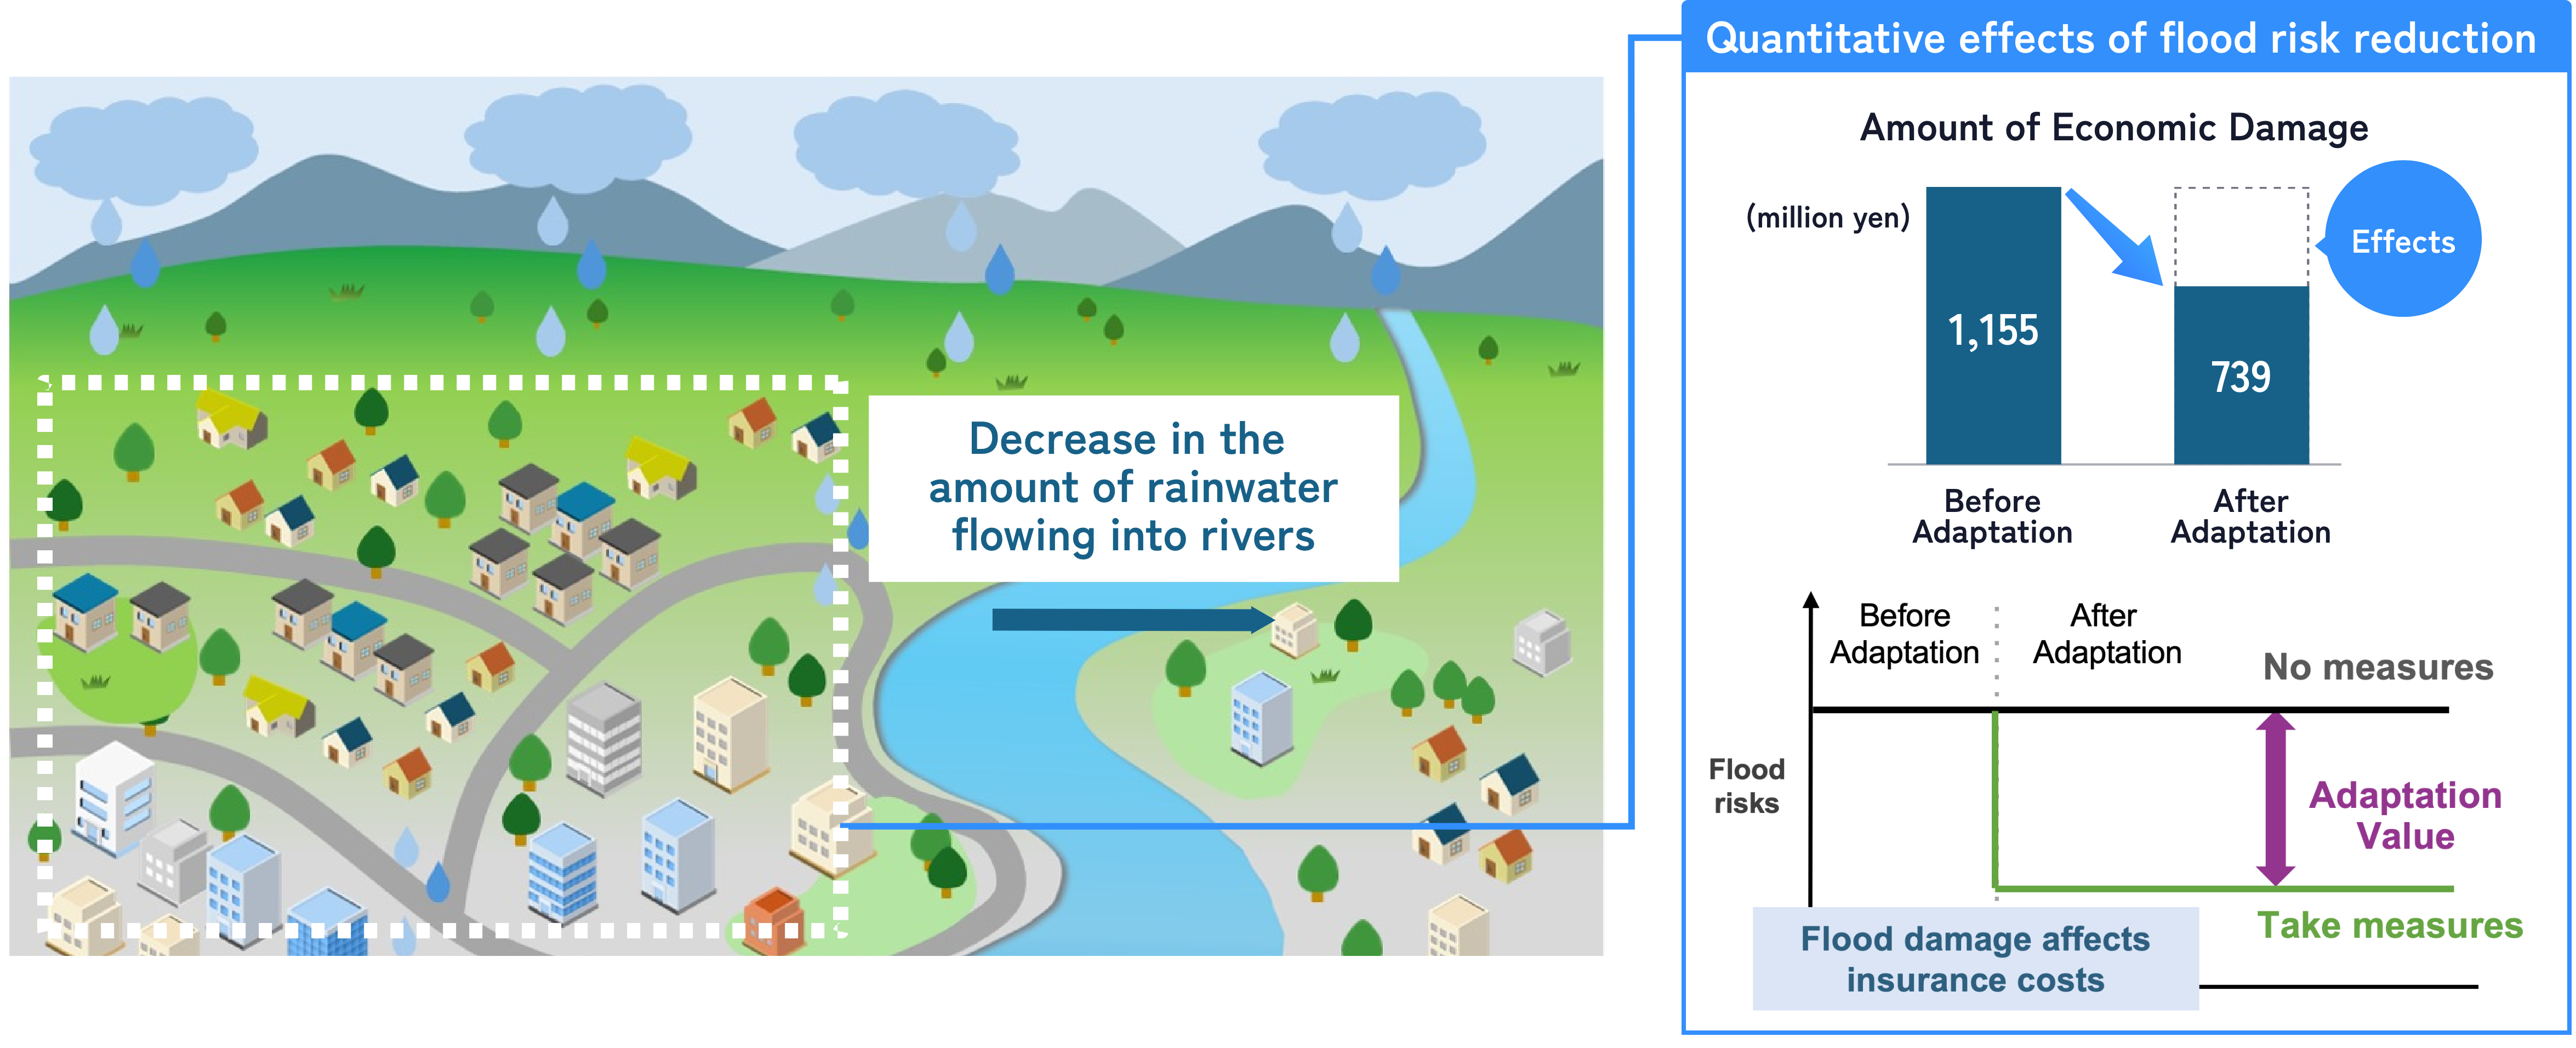 Quantitative effects of flood risk reduction
Amount of Economic Damage
(million yen)
Effects
1,155
739
Before
Adaptation
After
Adaptation
Decrease in the
amount of rainwater
flowing into rivers
Before
Adaptation
After
Adaptation
No measures
Flood
risks
Adaptation
Value
Take measures
Flood damage affects
insurance costs